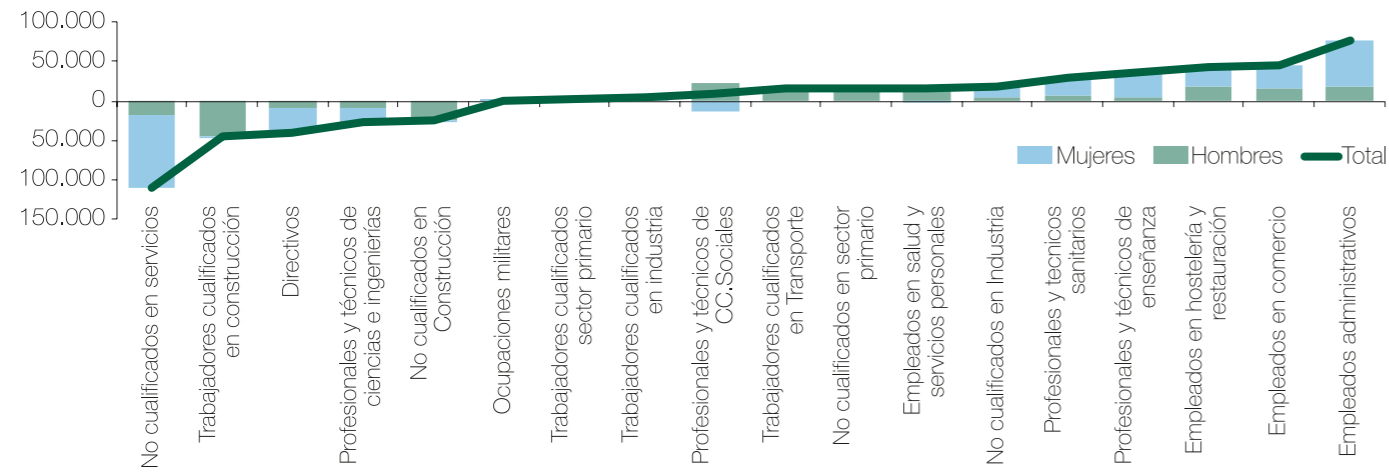 100.000
50.000
0
50.000
100.000
150.000
Mujeres
Hombres
Total
No cualificados en servicios
Trabajadores cualificados
en construcción
Directivos
Profesionales y técnicos de
ciencias e ingenierías
No cualificados en
Construcción
Ocupaciones militares
Trabajadores cualificados
sector primario
Trabajadores cualificados
en industria
Profesionales y técnicos de
CC.Sociales
Trabajadores cualificados
en Transporte
No cualificados en sector
primario
Empleados en salud y
servicios personales
No cualificados en Industria
Profesionales y tecnicos
sanitarios
Profesionales y técnicos de
enseñanza
Empleados en hostelería y
restauración
Empleados en comercio
Empleados administrativos